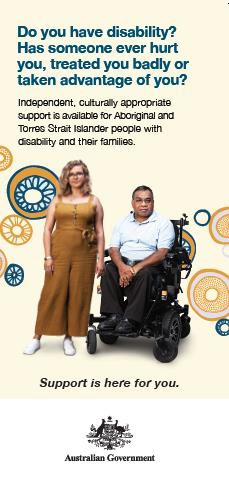 Do you have disability?
Has someone ever hurt
you, treated you badly or
taken advantage of you?
Independent, culturally appropriate
support is available for Aboriginal and
Torres Strait Islander people with
disability and their families.
Support is here for you.
Australian Government